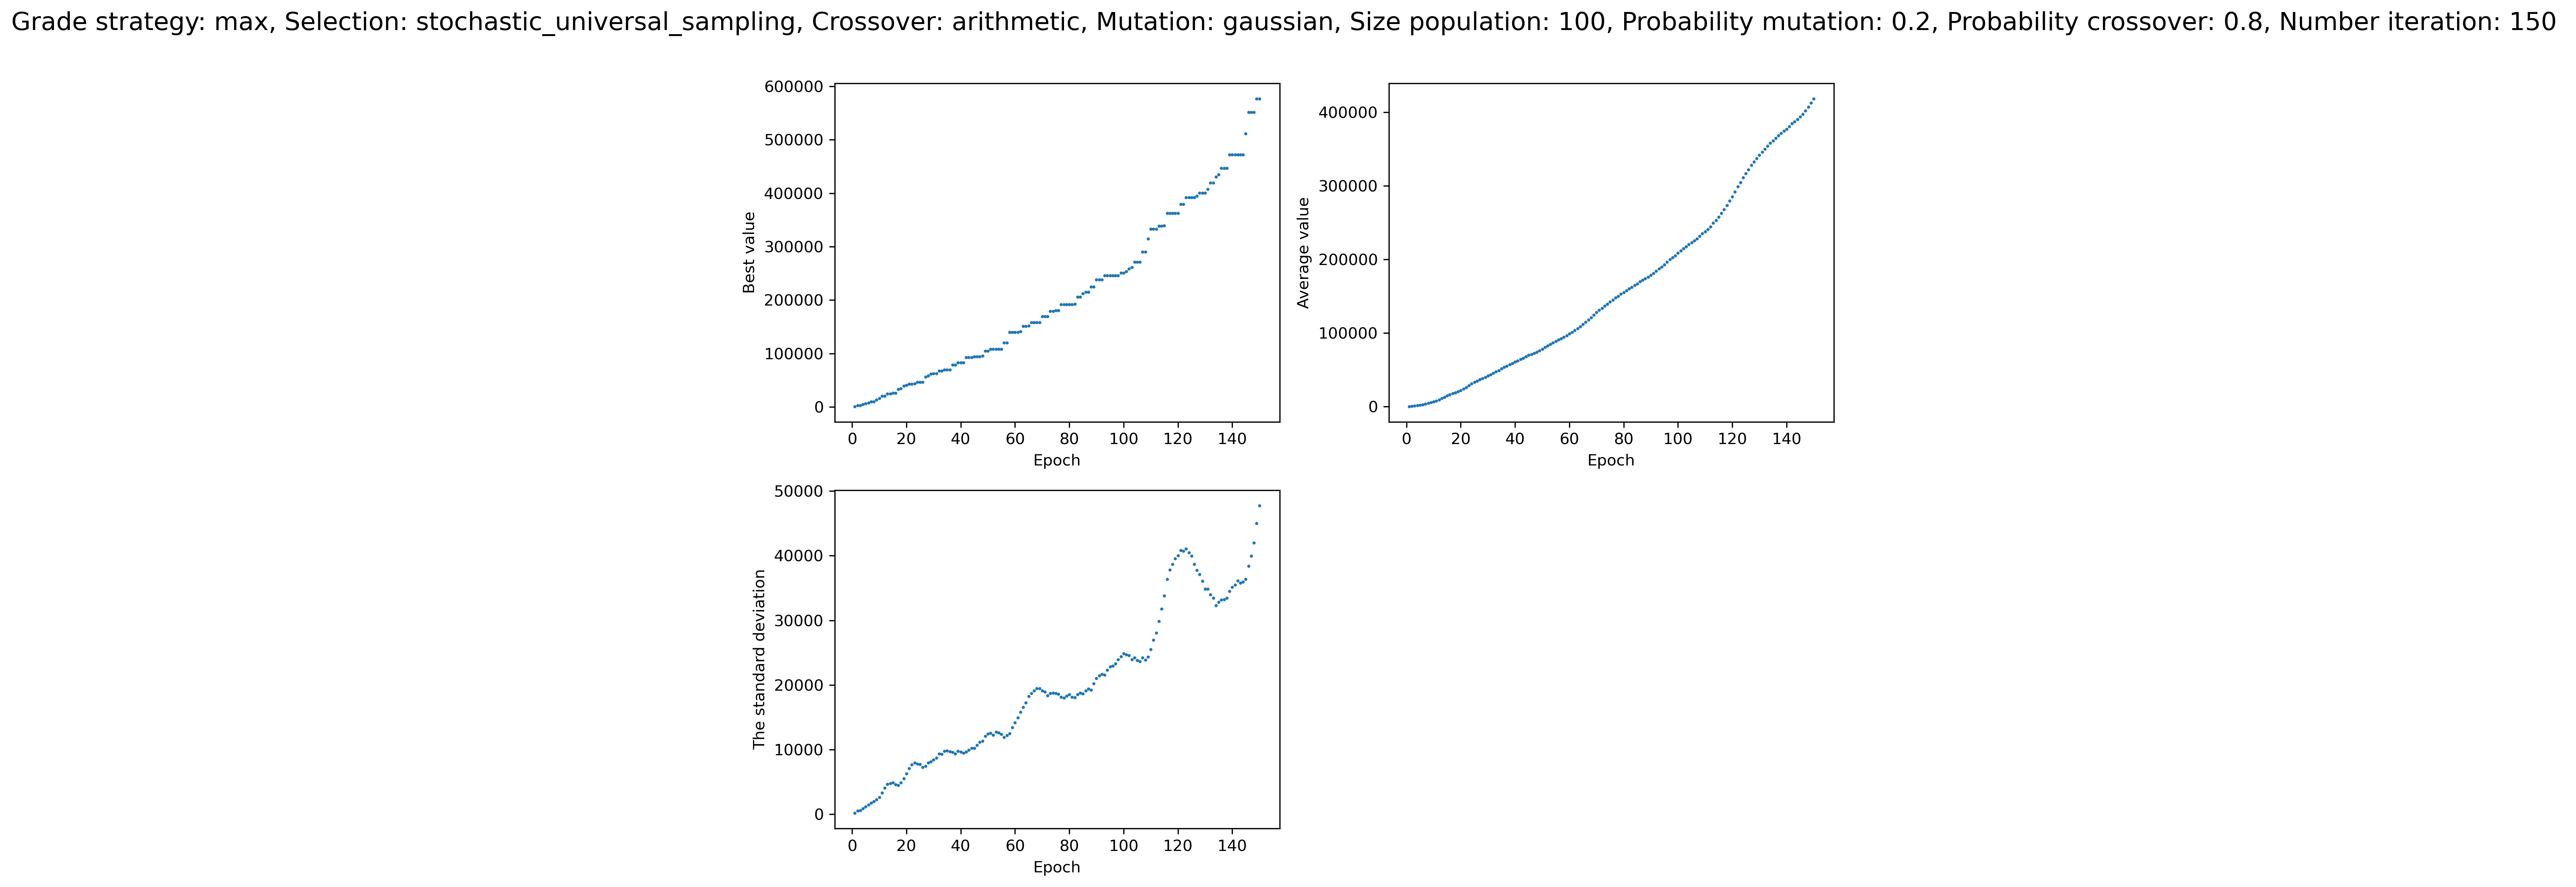 Grade strategy: max, Selection: stochastic_universal_sampling, Crossover: arithmetic, Mutation: gaussian, Size population: 100, Probability mutation: 0.2, Probability crossover: 0.8, Number iteration: 150
600000
500000
400000
300000
200000
100000
0
Best value
0 20 40 60 80 100 120 140
Epoch
400000
300000
200000
100000
0
Average value
0 20 40 60 80 100 120 140
Epoch
50000
40000
30000
20000
10000
0
The standard deviation
0 20 40 60 80 100 120 140
Epoch